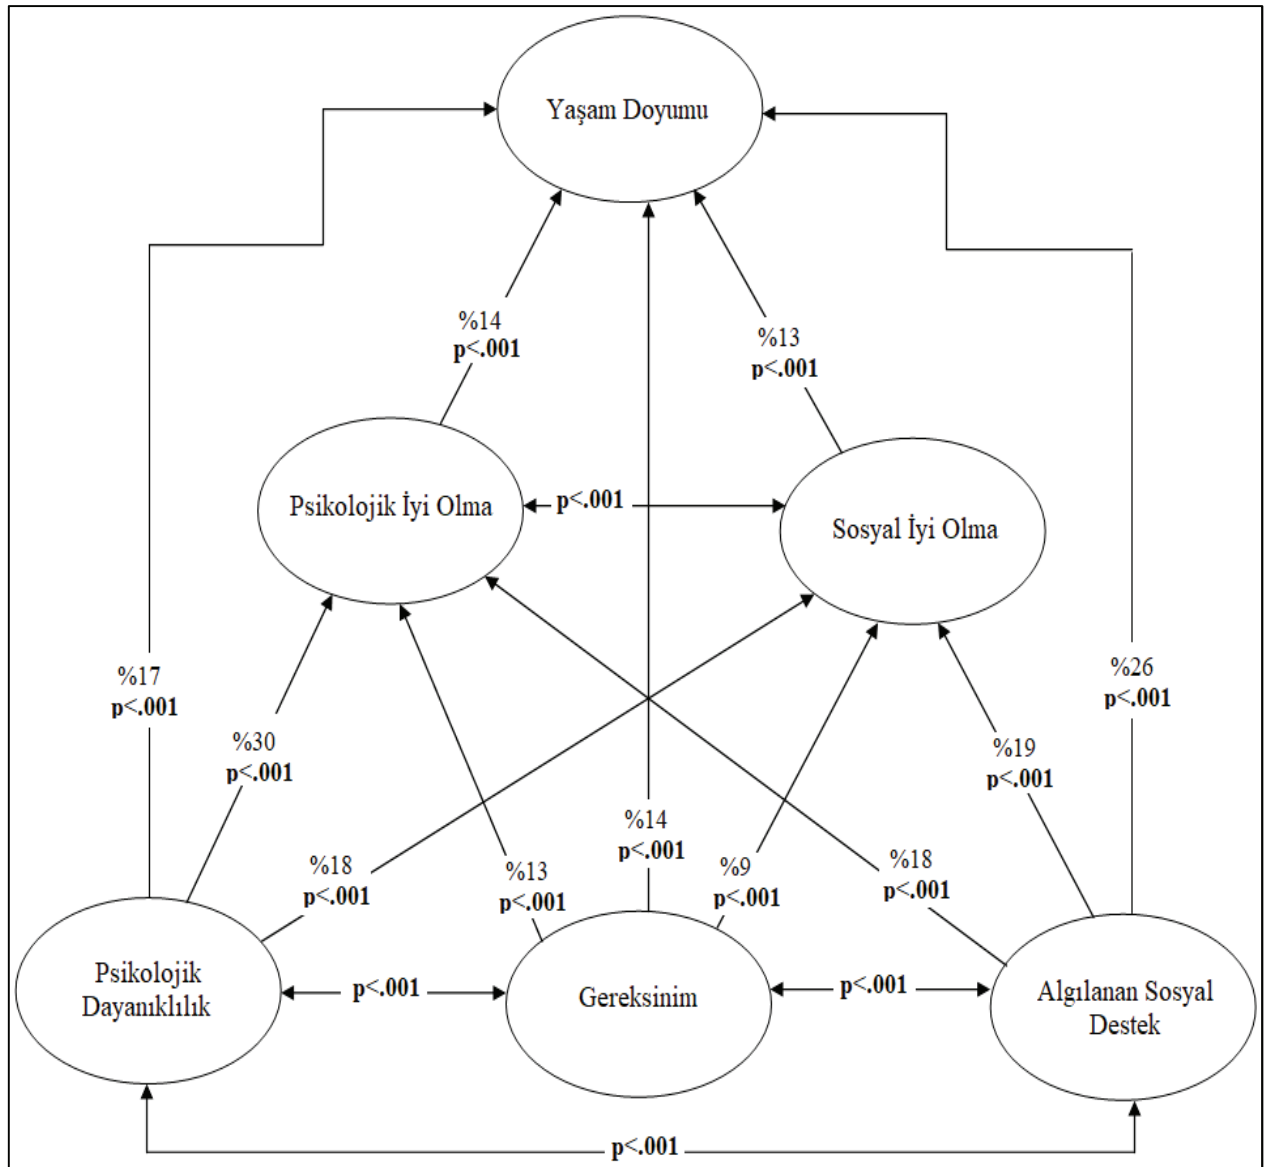 Yaşam Doyumu
%14
p<.001
%13
p<.001
Psikolojik İyi Olma
p<.001
Sosyal İyi Olma
%17
p<.001
%30
p<.001
%26
p<.001
%19
p<.001
%18
p<.001
%13
p<.001
%14
p<.001
%9
p<.001
%18
p<.001
Psikolojik
Dayanıklılık
p<.001
Gereksinim
p<.001
Algılanan Sosyal
Destek
p<.001